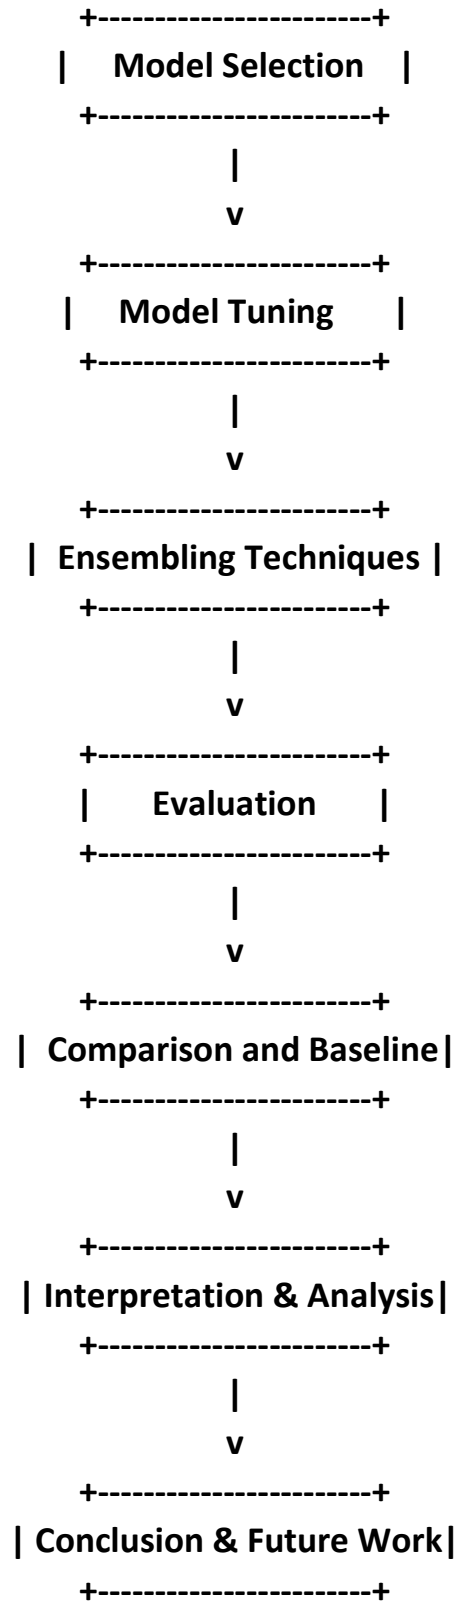 +------------------------+
| Model Selection |
+------------------------+
|
v
+------------------------+
| Model Tuning |
+------------------------+
|
v
+------------------------+
| Ensembling Techniques |
+------------------------+
|
v
+------------------------+
| Evaluation |
+------------------------+
|
v
+------------------------+
| Comparison and Baseline|
+------------------------+
|
v
+------------------------+
| Interpretation & Analysis|
+------------------------+
|
v
+------------------------+
| Conclusion & Future Work|
+------------------------+